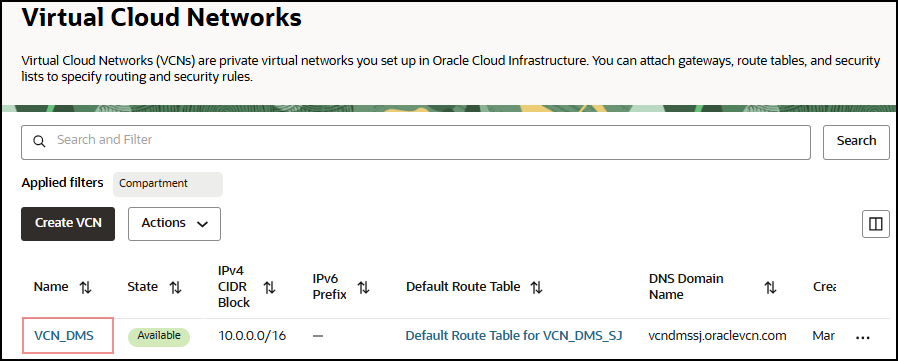 Virtual Cloud Networks
Virtual Cloud Networks (VCNs) are private virtual networks you set up in Oracle Cloud Infrastructure. You can attach gateways, route tables, and security
lists to specify routing and security rules.
Search and Filter
Search
Applied filters Compartment
Create VCN Actions
Name State IPv4 CIDR Block IPv6 Prefix Default Route Table DNS Domain Name Crea
VCN_DMS Available 10.0.0.0/16 — Default Route Table for VCN_DMS_SJ vcndmssj.oraclevcn.com Mar ...